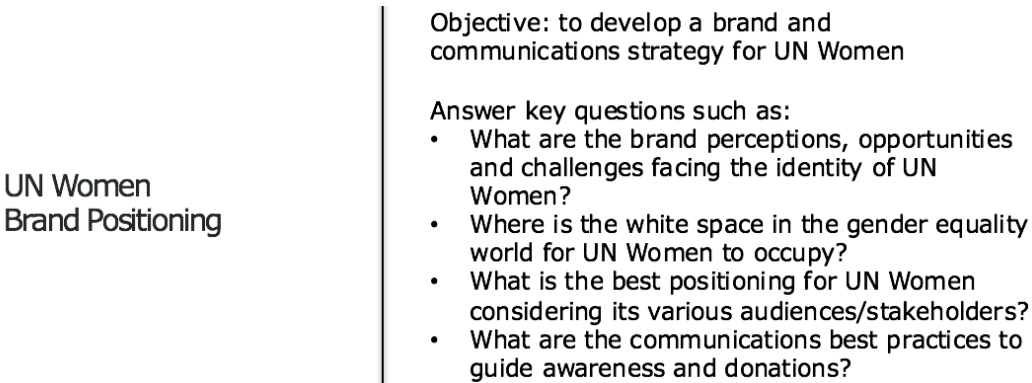 UN Women
Brand Positioning
Objective: to develop a brand and
communications strategy for UN Women
Answer key questions such as:
• What are the brand perceptions, opportunities
and challenges facing the identity of UN
Women?
• Where is the white space in the gender equality
world for UN Women to occupy?
• What is the best positioning for UN Women
considering its various audiences/stakeholders?
• What are the communications best practices to
guide awareness and donations?